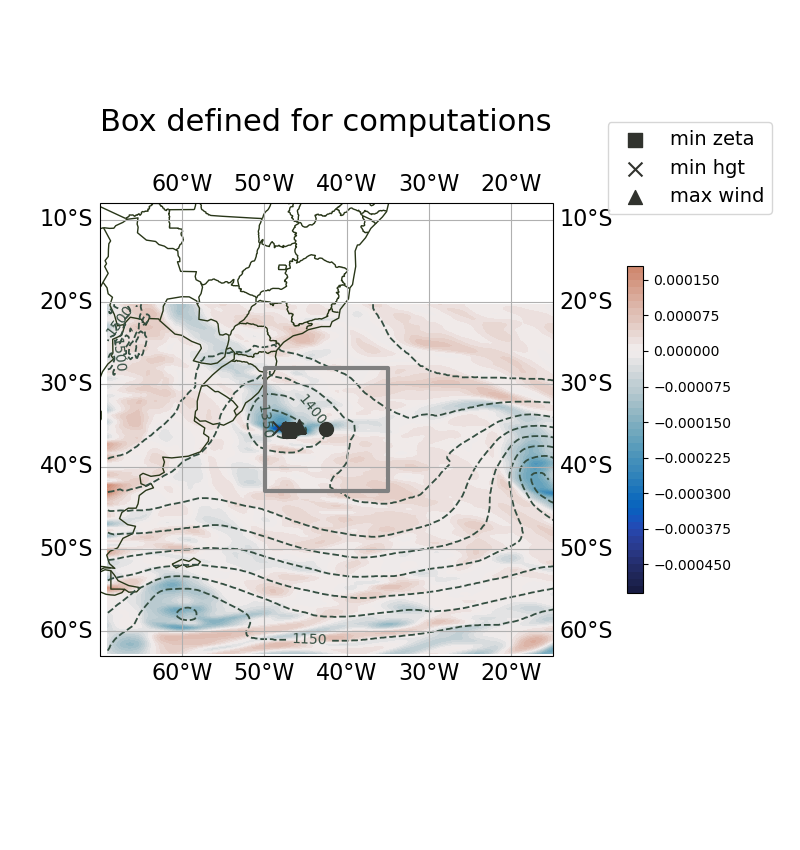 Box defined for computations
min zeta
min hgt
max wind
60°W 50°W 40°W 30°W 20°W
10°S 10°S
20°S 20°S
30°S 30°S
40°S 40°S
50°S 50°S
60°S 60°S
1400
1150
60°W 50°W 40°W 30°W 20°W
0.000150
0.000075
0.000000
−0.000075
−0.000150
−0.000225
−0.000300
−0.000375
−0.000450